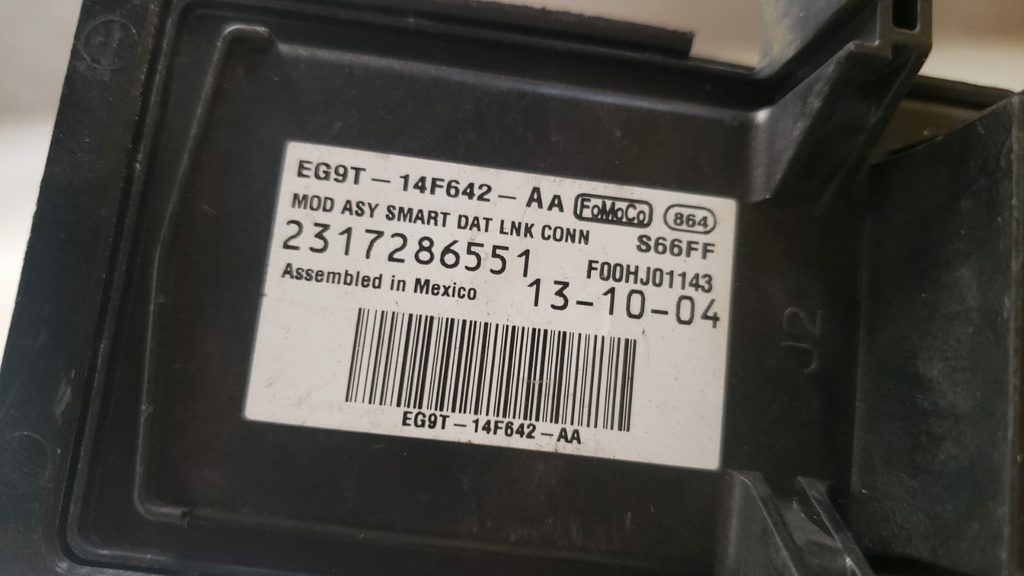 EG9T-14F642-AA FoMoCo 864
MOD ASY SMART DAT LNK CONN S66FF
2317286551 F00HJ01143
Assembled in Mexico 13-10-04
EG9T-14F642-AA
J2